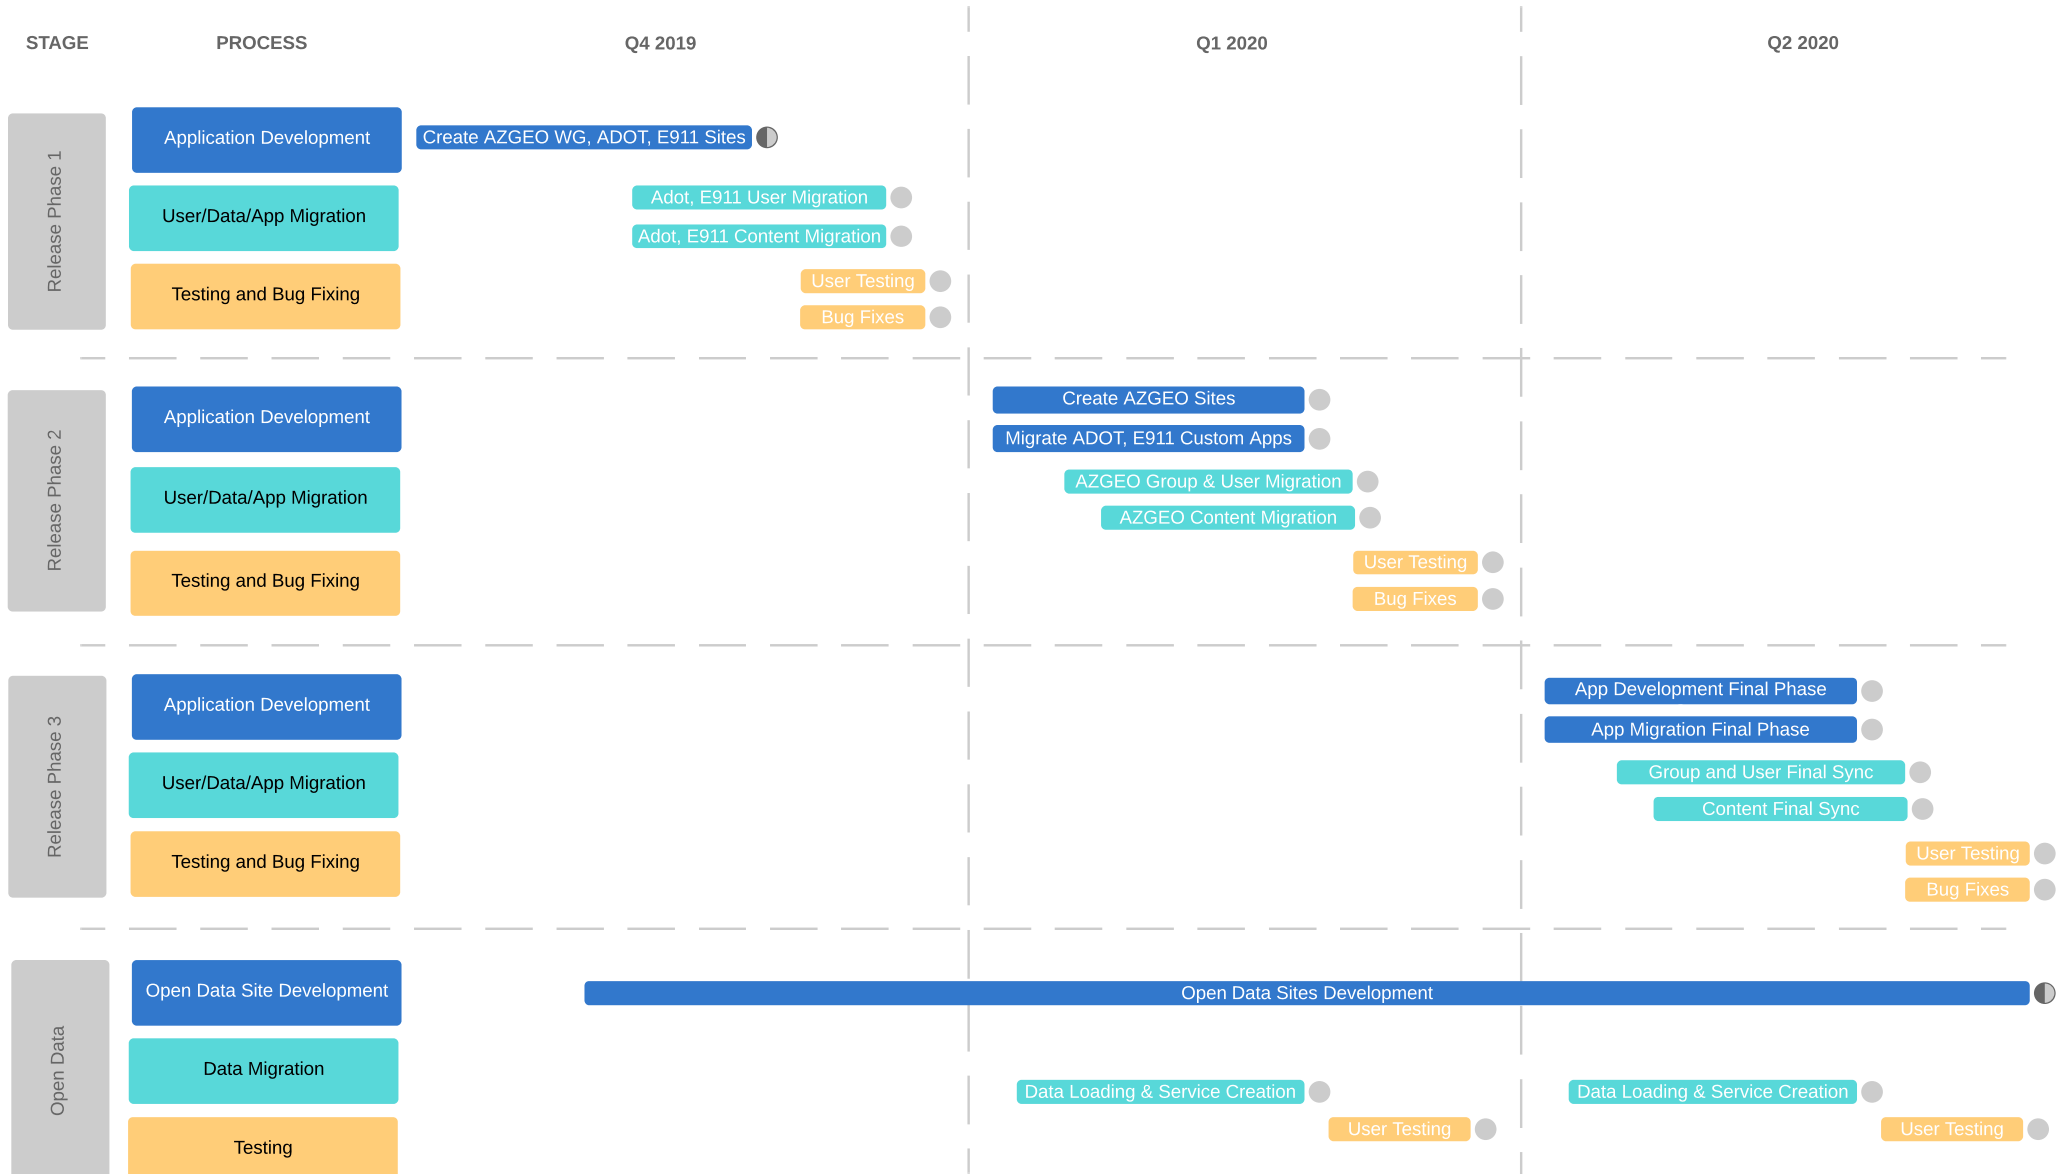 STAGE PROCESS Q4 2019 Q1 2020 Q2 2020
Release Phase 1
Application Development
Create AZGEO WG, ADOT, E911 Sites
User/Data/App Migration
Adot, E911 User Migration
Adot, E911 Content Migration
Testing and Bug Fixing
User Testing
Bug Fixes
Release Phase 2
Application Development
Create AZGEO Sites
Migrate ADOT, E911 Custom Apps
User/Data/App Migration
AZGEO Group & User Migration
AZGEO Content Migration
Testing and Bug Fixing
User Testing
Bug Fixes
Release Phase 3
Application Development
App Development Final Phase
App Migration Final Phase
User/Data/App Migration
Group and User Final Sync
Content Final Sync
Testing and Bug Fixing
User Testing
Bug Fixes
Open Data
Open Data Site Development
Open Data Sites Development
Data Migration
Data Loading & Service Creation
Data Loading & Service Creation
Testing
User Testing
User Testing